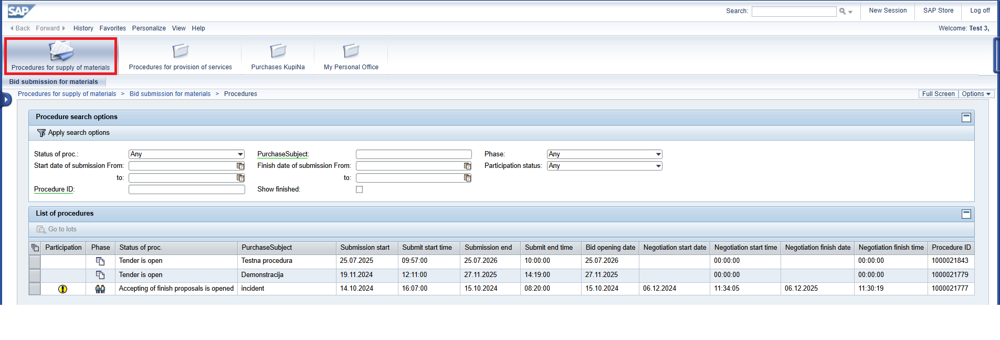 SAP
Search:
New Session
SAP Store
Log off
Back Forward History Favorites Personalize View Help
Welcome: Test 3,
Procedures for supply of materials
Procedures for provision of services
Purchases KupiNa
My Personal Office
Bid submission for materials
Procedures for supply of materials > Bid submission for materials > Procedures
Full Screen Options
Procedure search options
Apply search options
Status of proc.: Any PurchaseSubject: Phase: Any
Start date of submission From: Finish date of submission From: Participation status: Any
to: to:
Procedure ID: Show finished:
List of procedures
Go to lots
Participation Phase Status of proc. PurchaseSubject Submission start Submit start time Submission end Submit end time Bid opening date Negotiation start date Negotiation start time Negotiation finish date Negotiation finish time Procedure ID
Tender is open Testna procedura 25.07.2025 09:57:00 25.07.2026 10:00:00 25.07.2026 00:00:00 00:00:00 1000021843
Tender is open Demonstracija 19.11.2024 12:11:00 27.11.2025 14:19:00 27.11.2025 00:00:00 00:00:00 1000021779
Accepting of finish proposals is opened incident 14.10.2024 16:07:00 15.10.2024 08:20:00 15.10.2024 06.12.2024 11:34:05 06.12.2025 11:30:19 1000021777